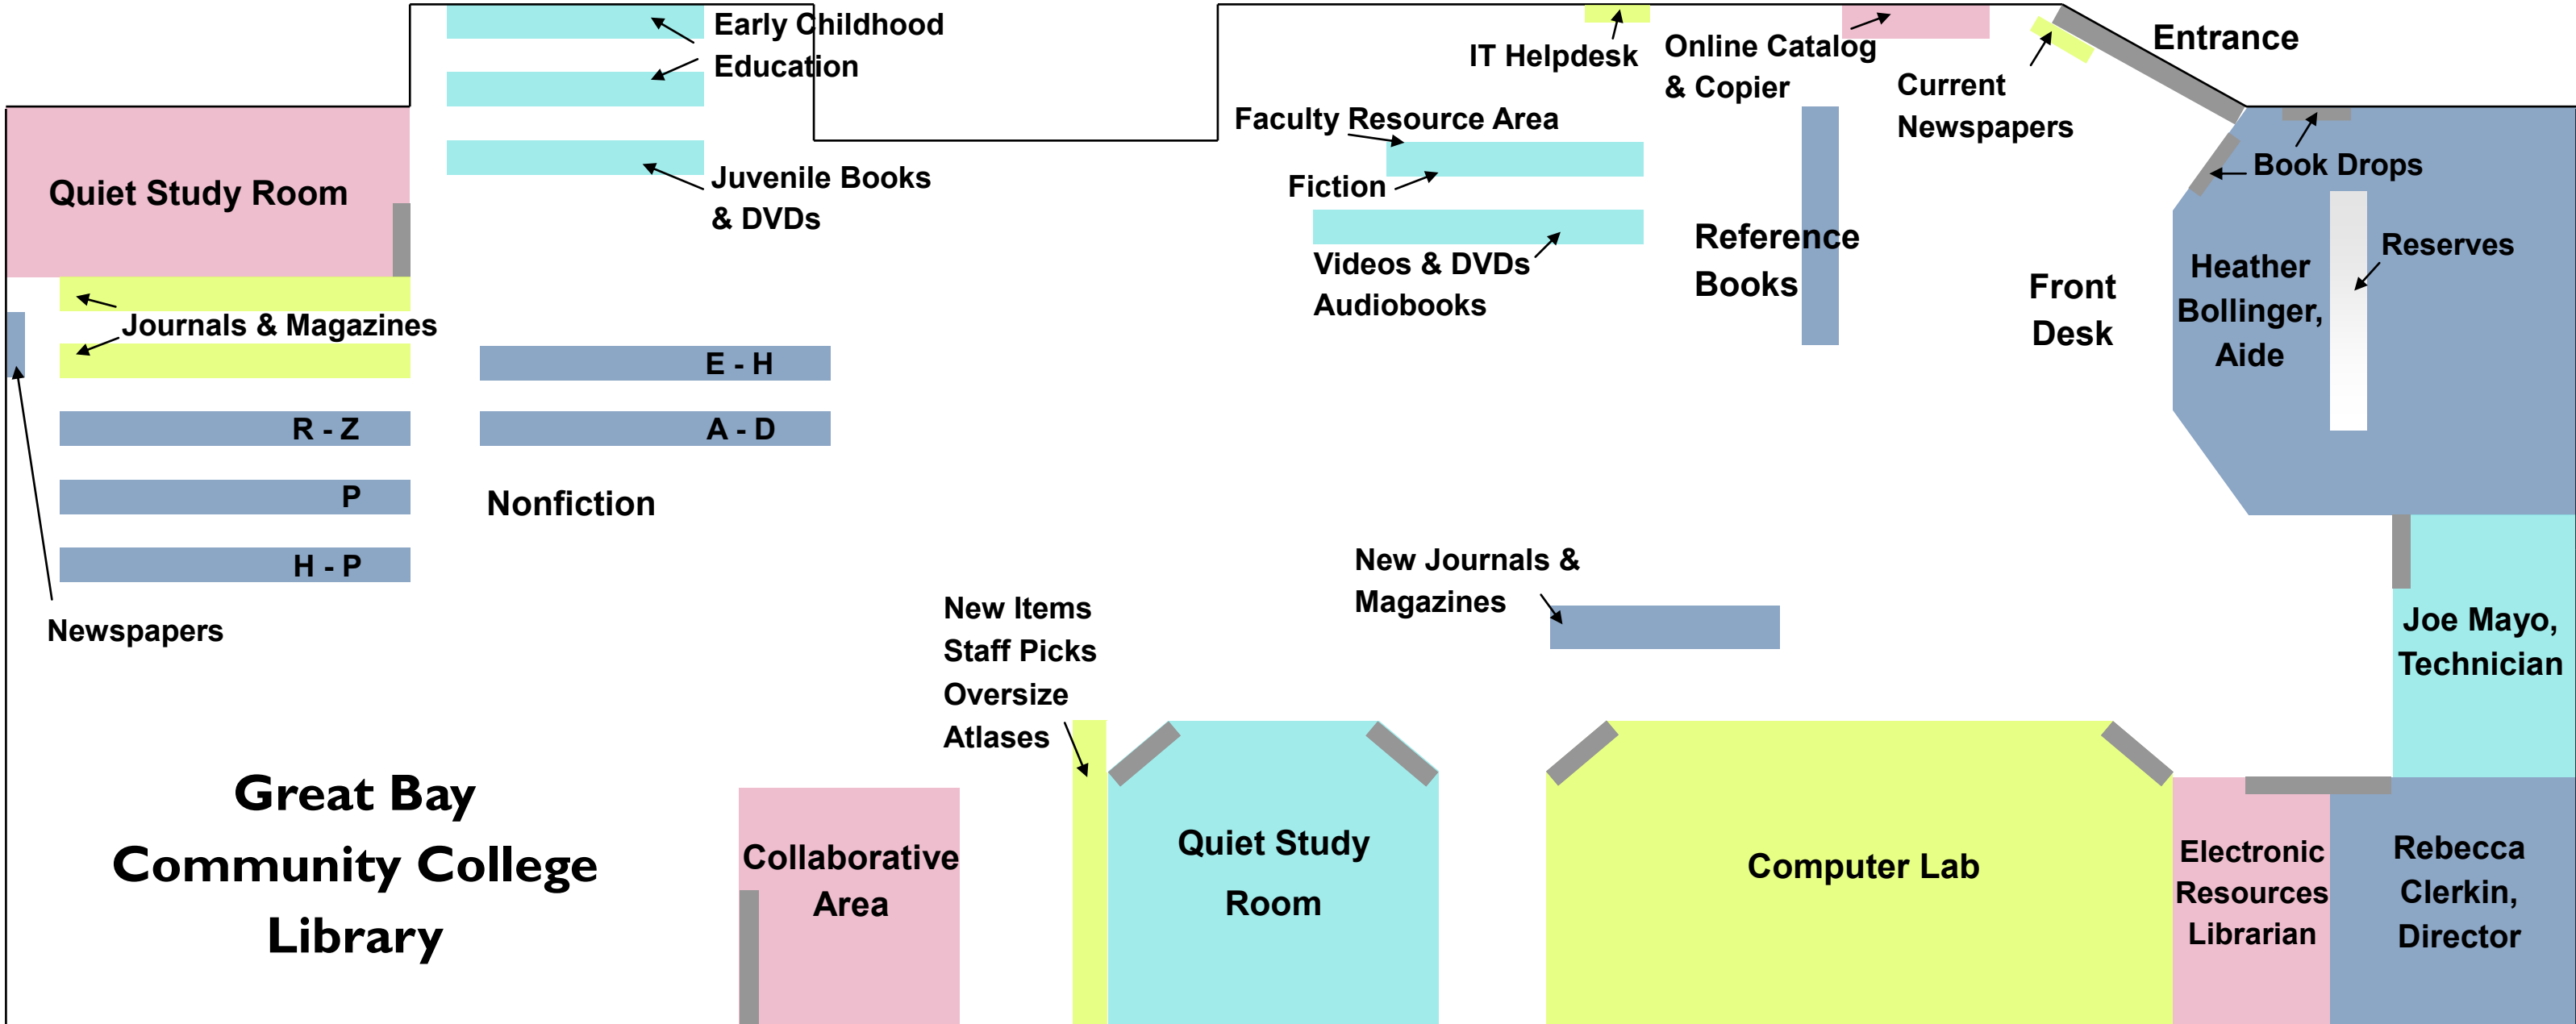 Early Childhood
Education
Juvenile Books
& DVDs
Quiet Study Room
Journals & Magazines
R - Z
P
H - P
Newspapers
E - H
A - D
Nonfiction
IT Helpdesk
Online Catalog
& Copier
Current
Newspapers
Entrance
Faculty Resource Area
Fiction
Videos & DVDs
Audiobooks
Reference
Books
Book Drops
Reserves
Front
Desk
Heather
Bollinger,
Aide
New Journals &
Magazines
New Items
Staff Picks
Oversize
Atlases
Joe Mayo,
Technician
Great Bay
Community College
Library
Collaborative
Area
Quiet Study
Room
Computer Lab
Electronic
Resources
Librarian
Rebecca
Clerkin,
Director